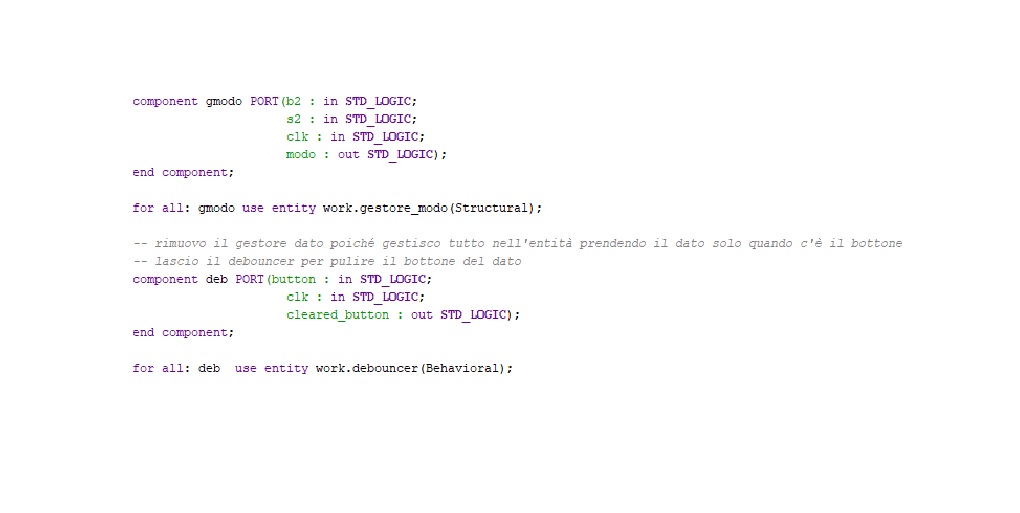 component gmodo PORT(b2 : in STD_LOGIC;
s2 : in STD_LOGIC;
clk : in STD_LOGIC;
modo : out STD_LOGIC);
end component;
for all: gmodo use entity work.gestore_modo(Structural);
-- rimuovo il gestore dato poiché gestisco tutto nell'entità prendendo il dato solo quando c'è il bottone
-- lascio il debouncer per pulire il bottone del dato
component deb PORT(button : in STD_LOGIC;
clk : in STD_LOGIC;
cleared_button : out STD_LOGIC);
end component;
for all: deb  use entity work.debouncer(Behavioral);